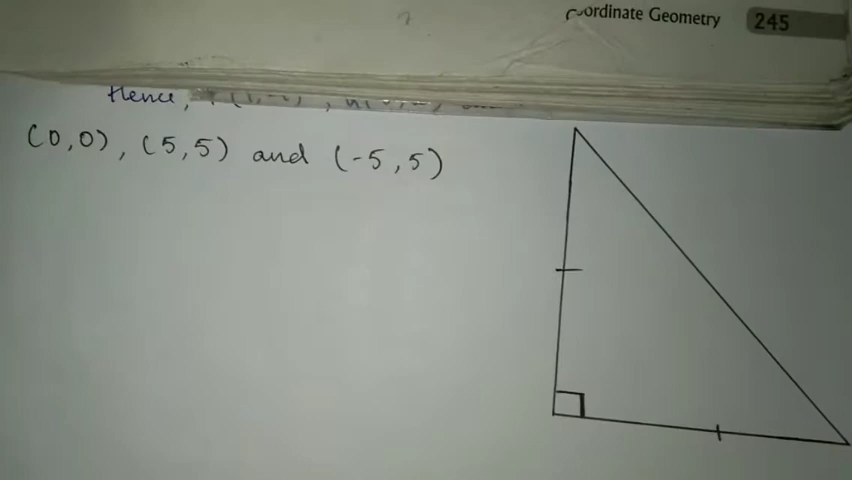 Coordinate Geometry 245
Hence,
(0,0), (5,5) and (-5,5)